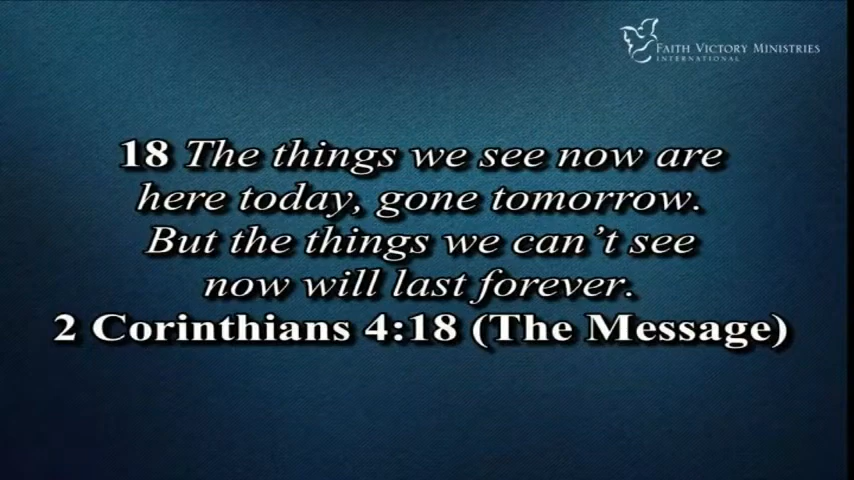 FAITH VICTORY MINISTRIES
INTERNATIONAL
18 The things we see now are
here today, gone tomorrow.
But the things we can't see
now will last forever.
2 Corinthians 4:18 (The Message)